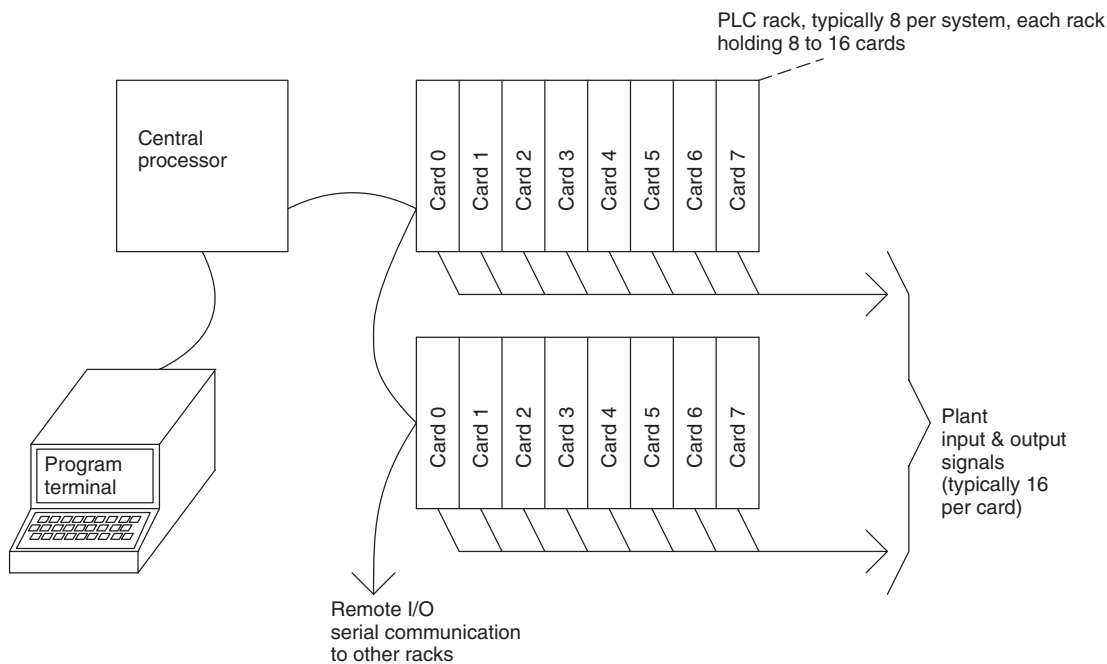 PLC rack, typically 8 per system, each rack
holding 8 to 16 cards
Central
processor
Card 0
Card 1
Card 2
Card 3
Card 4
Card 5
Card 6
Card 7
Card 0
Card 1
Card 2
Card 3
Card 4
Card 5
Card 6
Card 7
Plant
input & output
signals
(typically 16
per card)
Program
terminal
Remote I/O
serial communication
to other racks